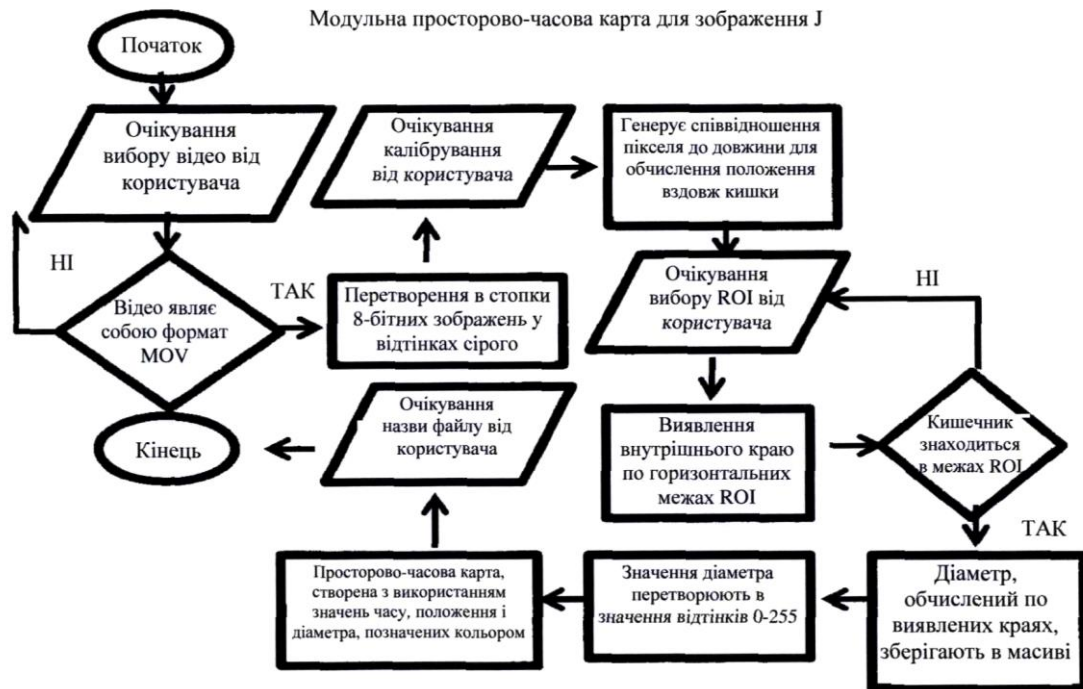 Модульна просторово-часова карта для зображення J
Початок
Очікування
вибору відео від
користувача
НІ
Відео являє
собою формат
MOV
ТАК
Перетворення в стопки
8-бітних зображень у
відтінках сірого
Очікування
калібрування
від користувача
Генерує співвідношення
пікселя до довжини для
обчислення положення
вздовж кишки
Очікування
вибору ROI від
користувача
НІ
Виявлення
внутрішнього краю
по горизонтальних
межах ROI
Кишечник
знаходиться
в межах ROI
ТАК
Діаметр,
обчислений по
виявлених краях,
зберігають в масиві
Значення діаметра
перетворюють в
значення відтінків 0-255
Просторово-часова карта,
створена з використанням
значень часу, положення і
діаметра, позначених кольором
Очікування
назви файлу від
користувача
Кінець